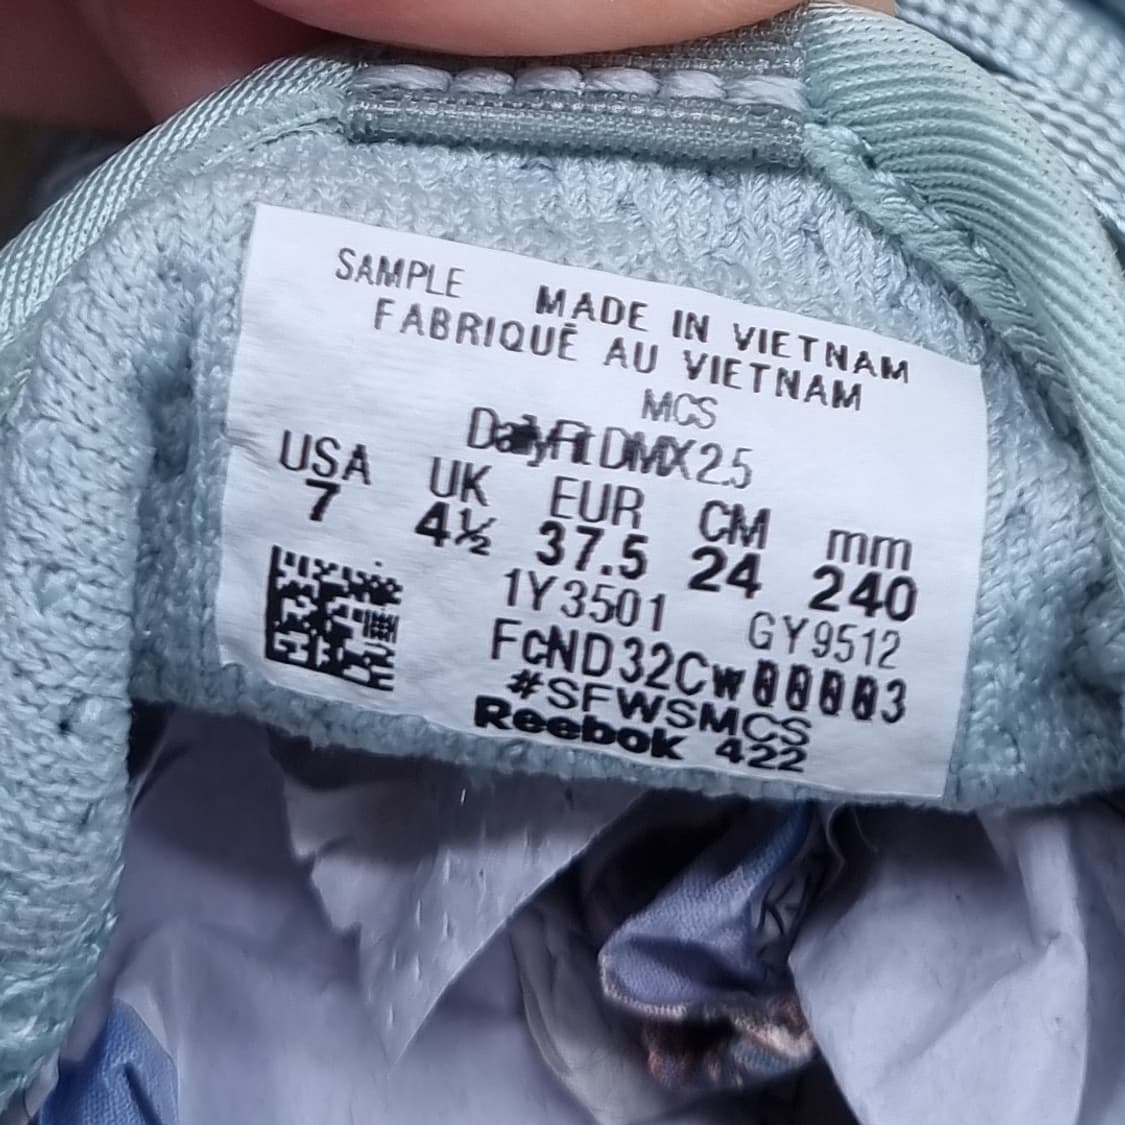 SAMPLE MADE IN VIETNAM
FABRIQUÉ AU VIETNAM
MCS
DailyFit DMX 2.5
USA UK EUR CM mm
7 4½ 37.5 24 240
1Y3501 GY9512
FcND32Cw00003
#SFWSMCS
Reebok 422